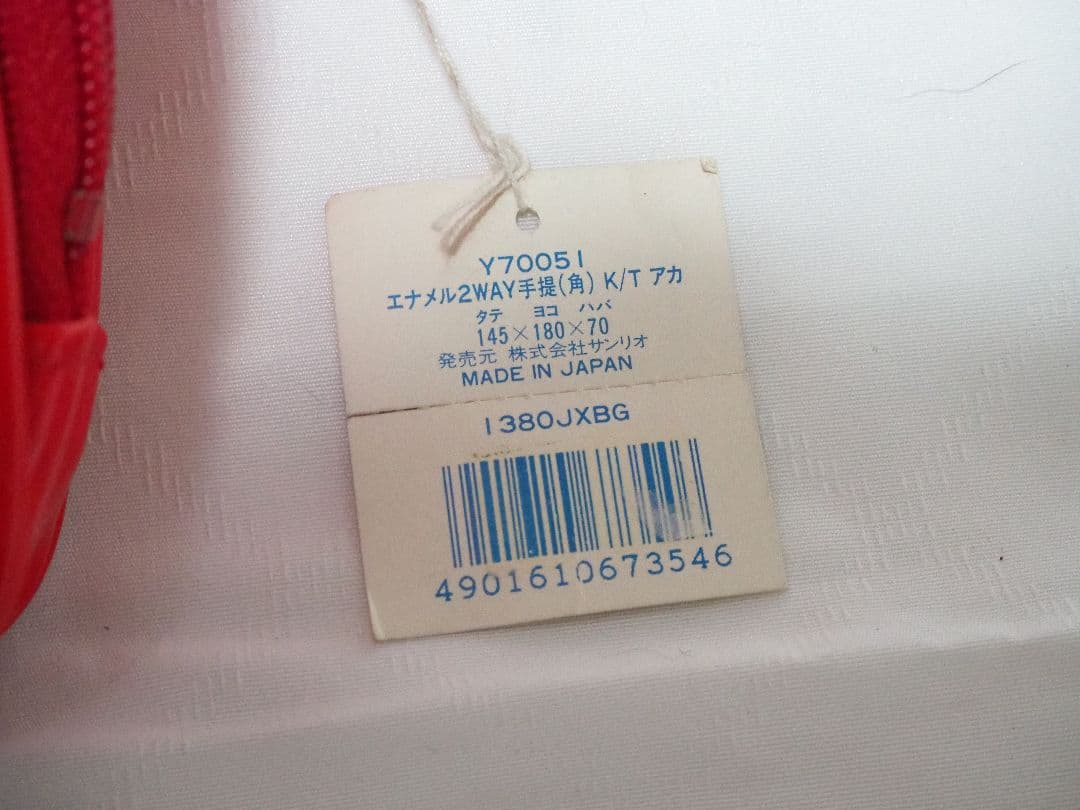 Y70051
エナメル2WAY手提(角) K/T アカ
タテ ヨコ ハバ
145×180×70
発売元 株式会社サンリオ
MADE IN JAPAN
1380JXBG
4901610673546